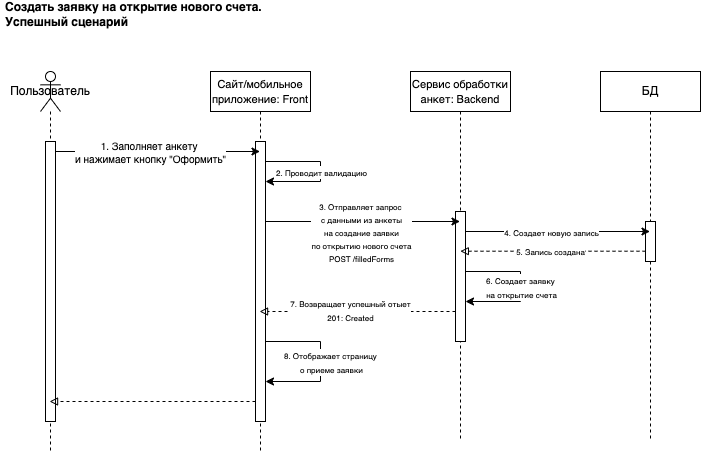 Создать заявку на открытие нового счета.
Успешный сценарий
Пользователь
Сайт/мобильное
приложение: Front
Сервис обработки
анкет: Backend
БД
1. Заполняет анкету
и нажимает кнопку "Оформить"
2. Проводит валидацию
3. Отправляет запрос
с данными из анкеты
на создание заявки
по открытию нового счета
POST /filledForms
4. Создает новую запись
5. Запись создана
6. Создает заявку
на открытие счета
7. Возвращает успешный отыет
201: Created
8. Отображает страницу
о приеме заявки